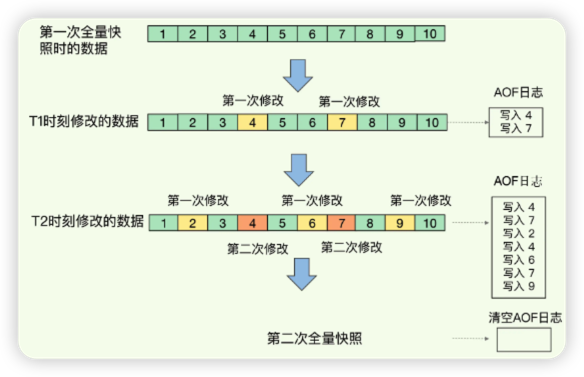 第一次全量快
照时的数据
1 2 3 4 5 6 7 8 9 10
第一次修改 第一次修改
AOF日志
T1时刻修改的数据
1 2 3 4 5 6 7 8 9 10
写入 4
写入 7
第一次修改 第一次修改 第一次修改
AOF日志
T2时刻修改的数据
1 2 3 4 5 6 7 8 9 10
第二次修改 第二次修改
写入 4
写入 7
写入 2
写入 4
写入 6
写入 7
写入 9
清空AOF日志
第二次全量快照